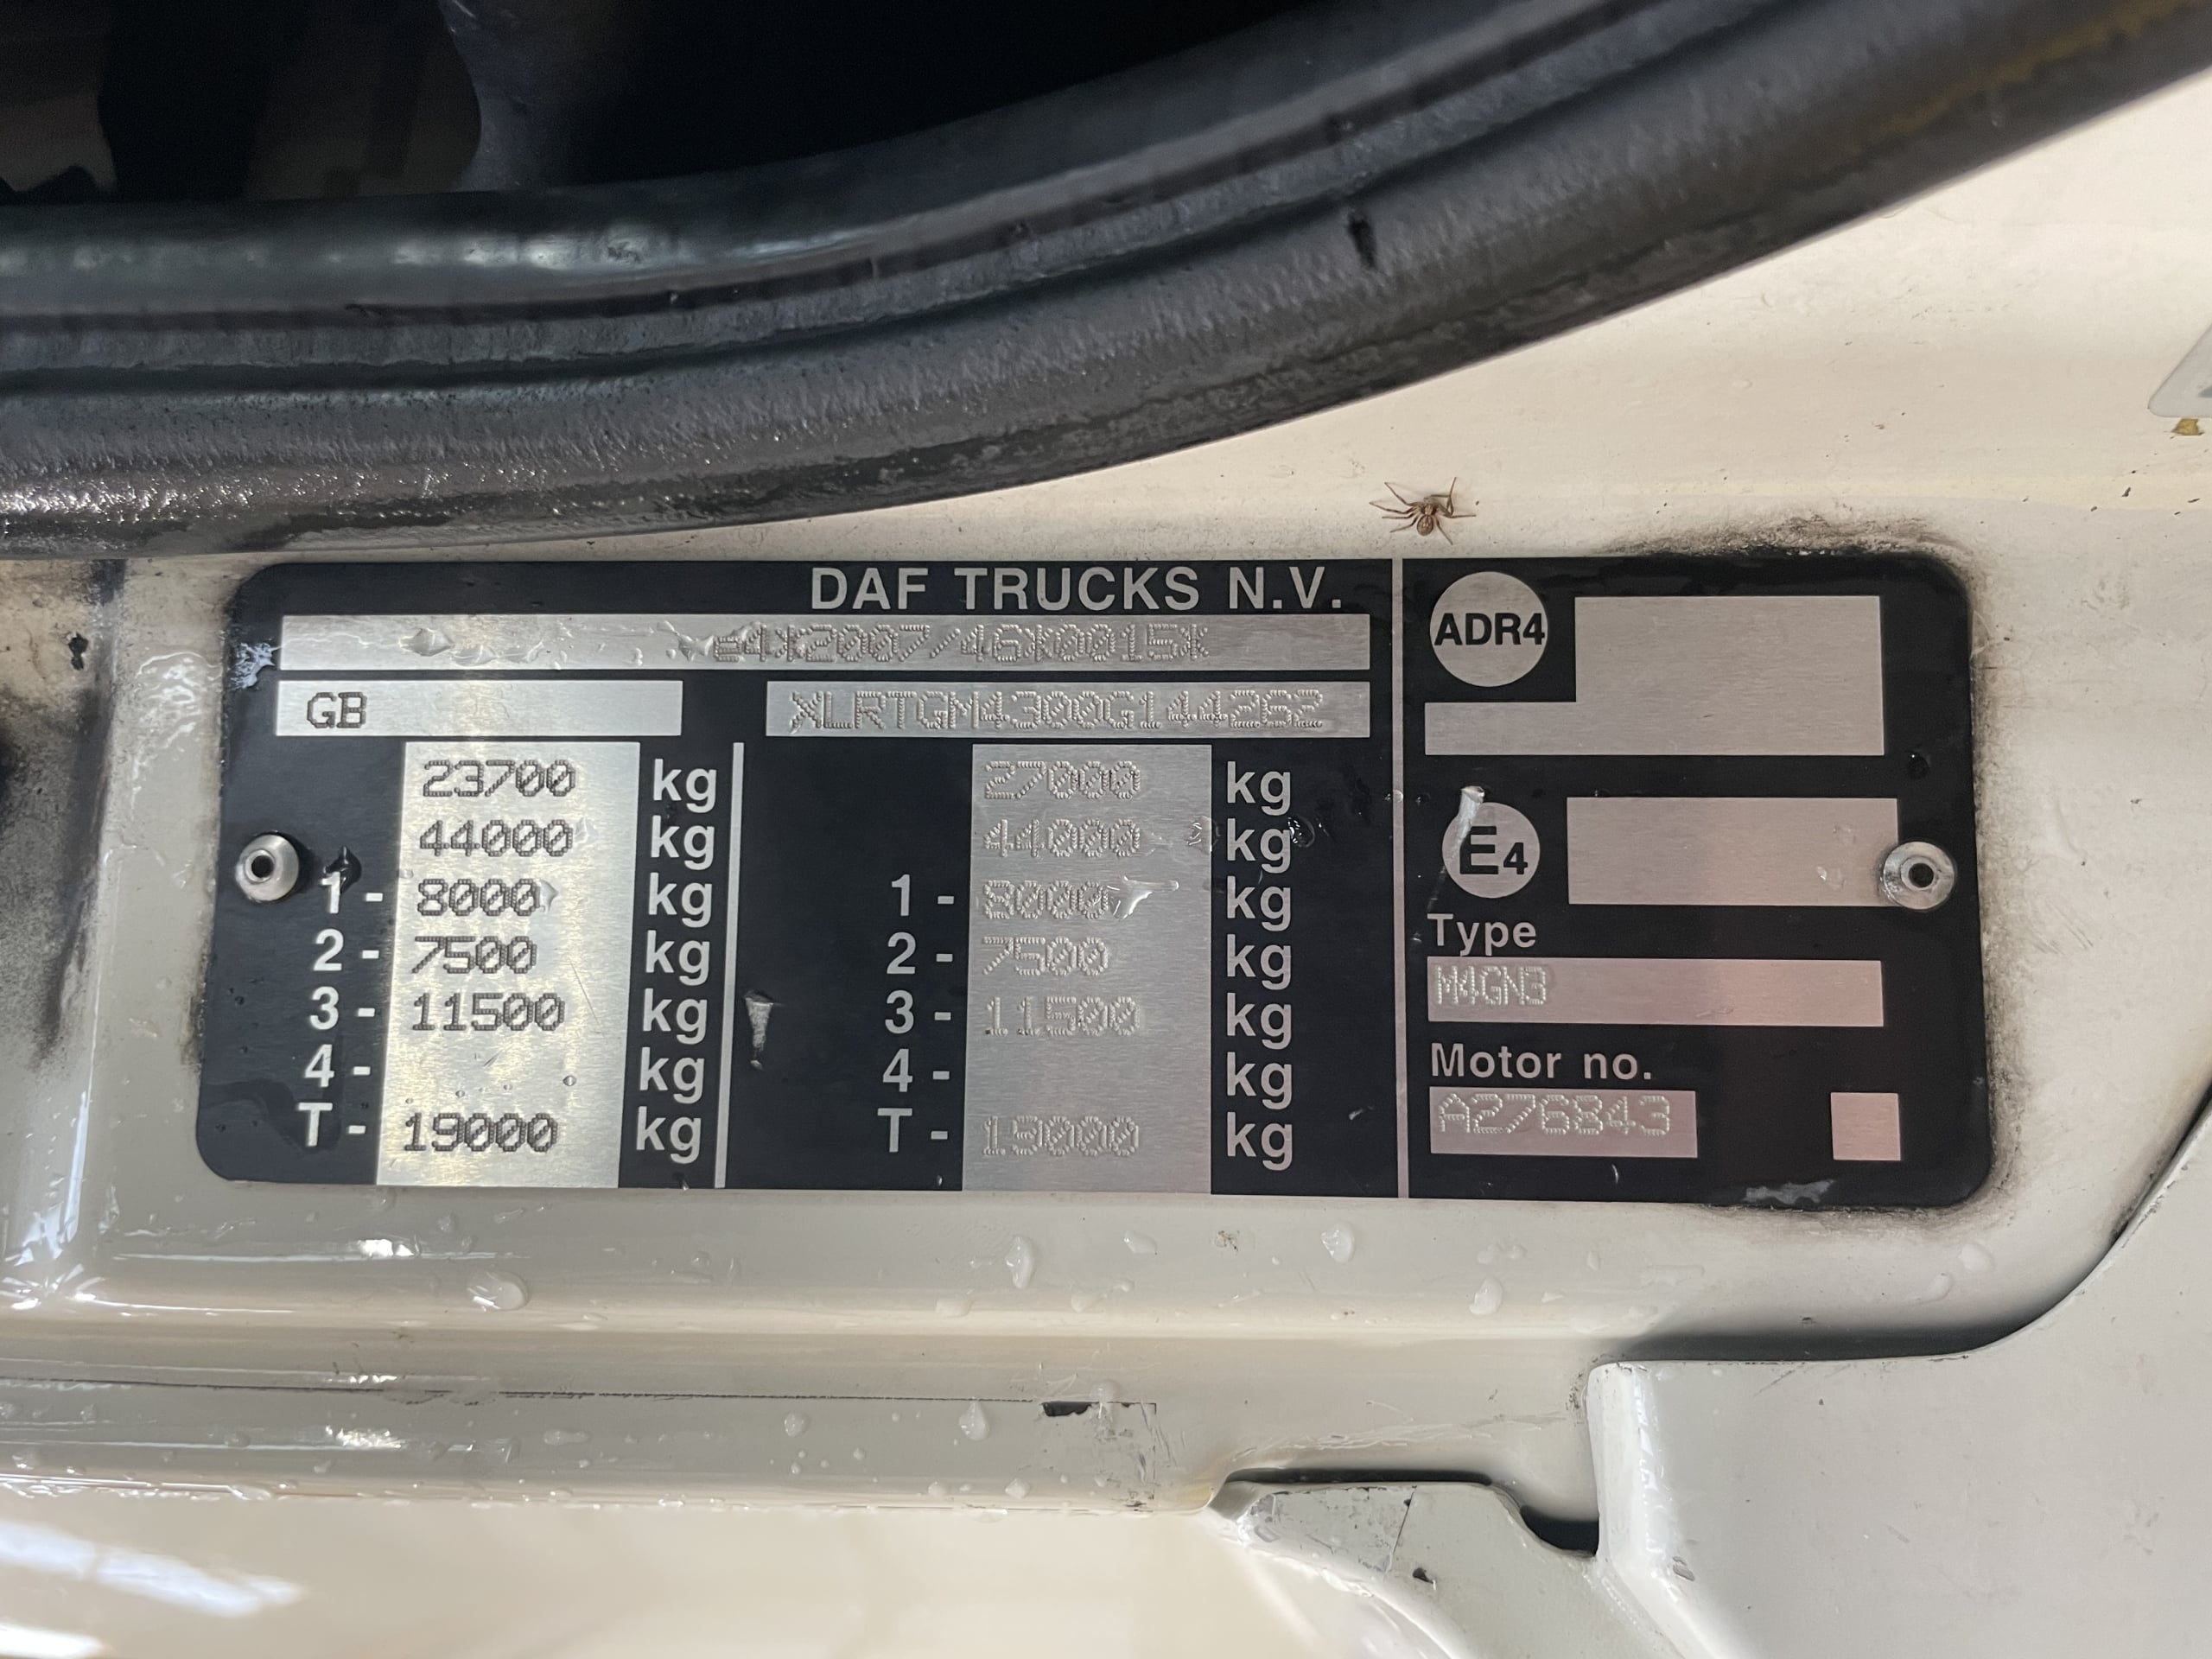 DAF TRUCKS N.V.
e4*2007/46*0015*
GB XLRTGM4300G144262
23700 kg 27000 kg
44000 kg 44000 kg
1- 8000 kg 1- 8000 kg
2- 7500 kg 2- 7500 kg
3- 11500 kg 3- 11500 kg
4- kg 4- kg
T- 19000 kg T- 19000 kg
ADR4
E4
Type
M4GN3
Motor no.
A276843